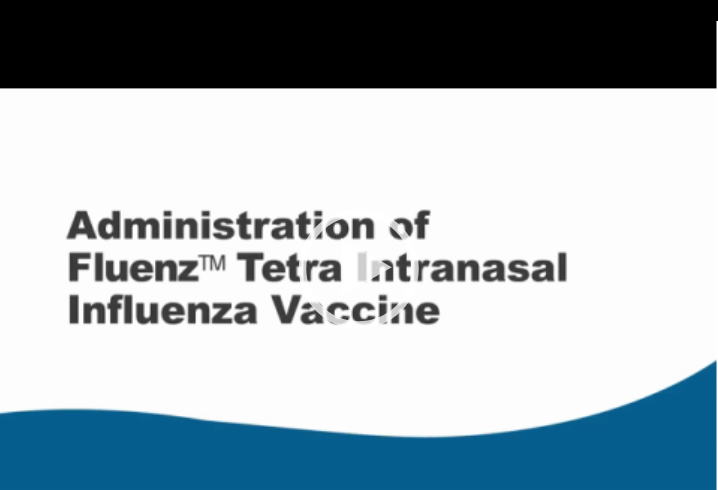 Administration of
Fluenz™ Tetra Intranasal
Influenza Vaccine